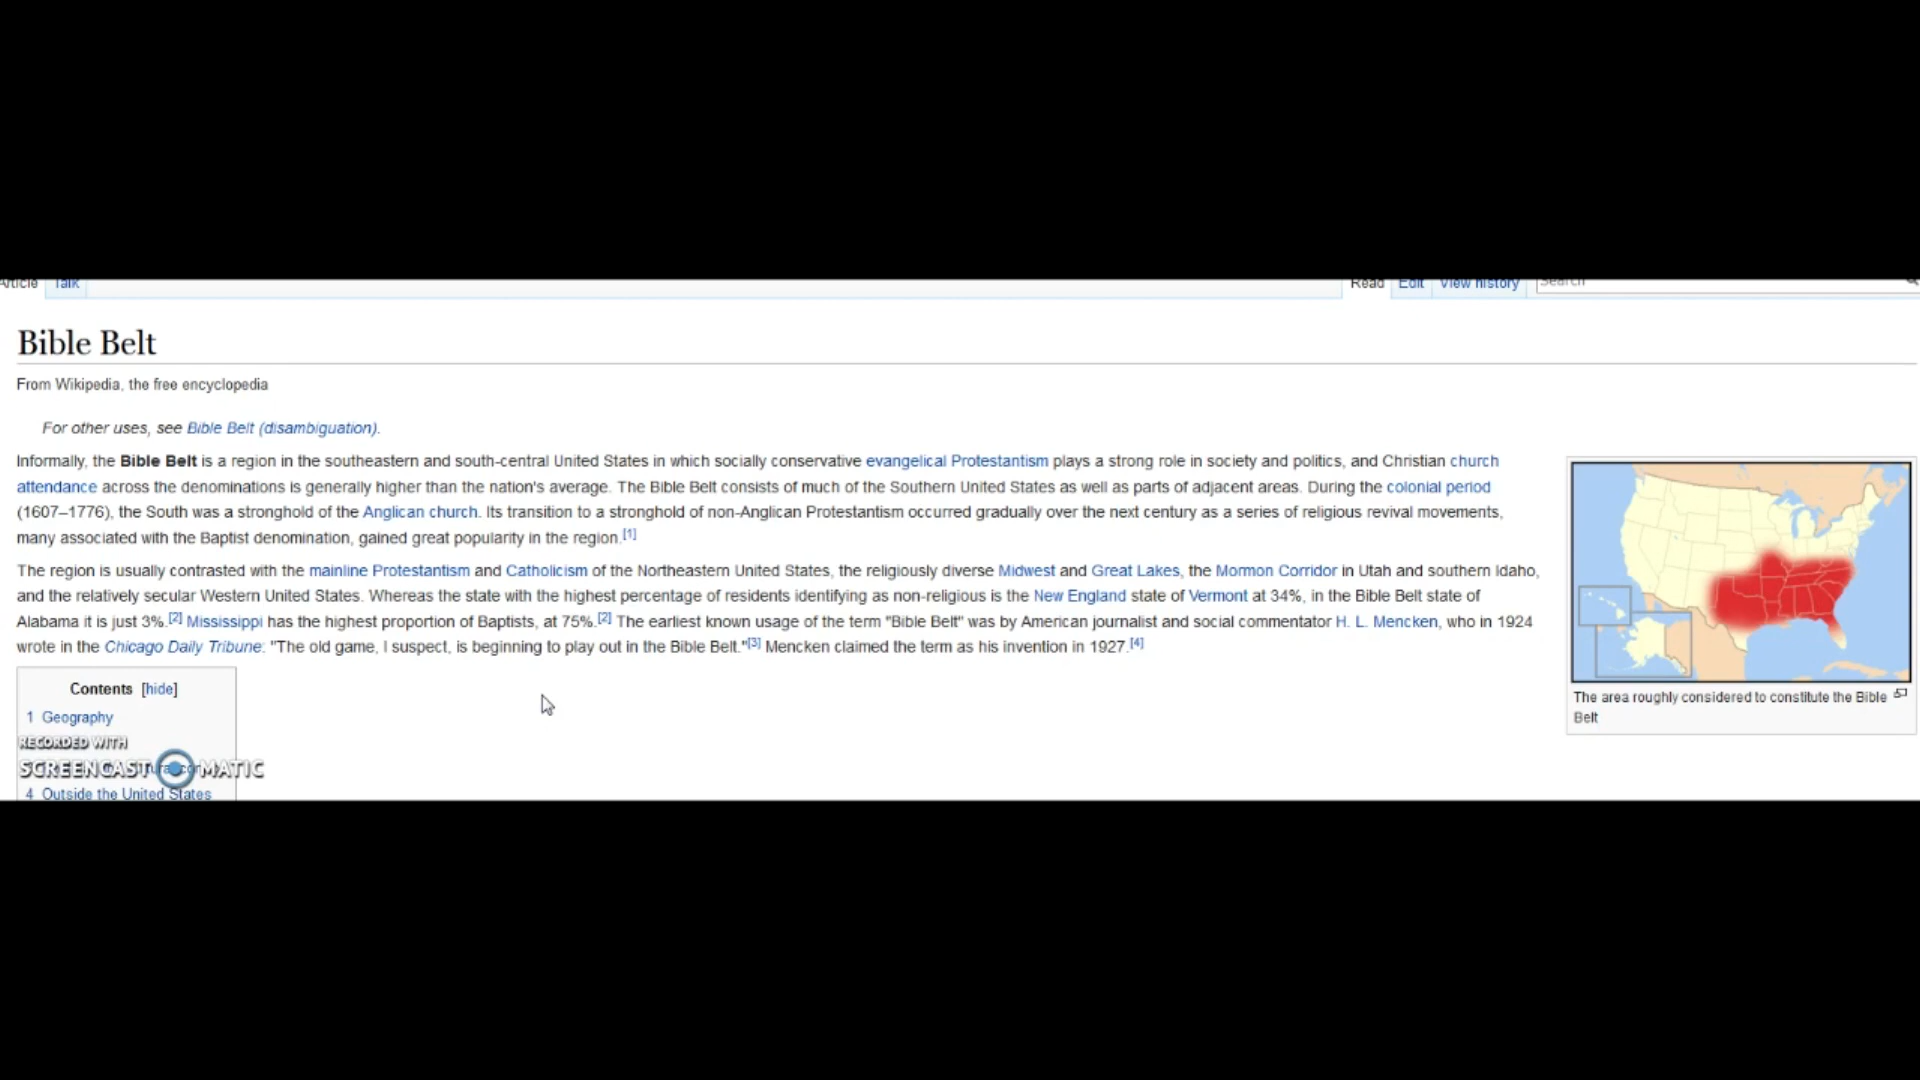 Article Talk Read Edit View history Search
Bible Belt
From Wikipedia, the free encyclopedia
For other uses, see Bible Belt (disambiguation).
Informally, the Bible Belt is a region in the southeastern and south-central United States in which socially conservative evangelical Protestantism plays a strong role in society and politics, and Christian church
attendance across the denominations is generally higher than the nation's average. The Bible Belt consists of much of the Southern United States as well as parts of adjacent areas. During the colonial period
(1607–1776), the South was a stronghold of the Anglican church. Its transition to a stronghold of non-Anglican Protestantism occurred gradually over the next century as a series of religious revival movements,
many associated with the Baptist denomination, gained great popularity in the region.[1]
The region is usually contrasted with the mainline Protestantism and Catholicism of the Northeastern United States, the religiously diverse Midwest and Great Lakes, the Mormon Corridor in Utah and southern Idaho,
and the relatively secular Western United States. Whereas the state with the highest percentage of residents identifying as non-religious is the New England state of Vermont at 34%, in the Bible Belt state of
Alabama it is just 3%.[2] Mississippi has the highest proportion of Baptists, at 75%.[2] The earliest known usage of the term "Bible Belt" was by American journalist and social commentator H. L. Mencken, who in 1924
wrote in the Chicago Daily Tribune: "The old game, I suspect, is beginning to play out in the Bible Belt."[3] Mencken claimed the term as his invention in 1927.[4]
The area roughly considered to constitute the Bible
Belt
Contents [hide]
1 Geography
RECORDED WITH
SCREENCAST MATIC
4 Outside the United States